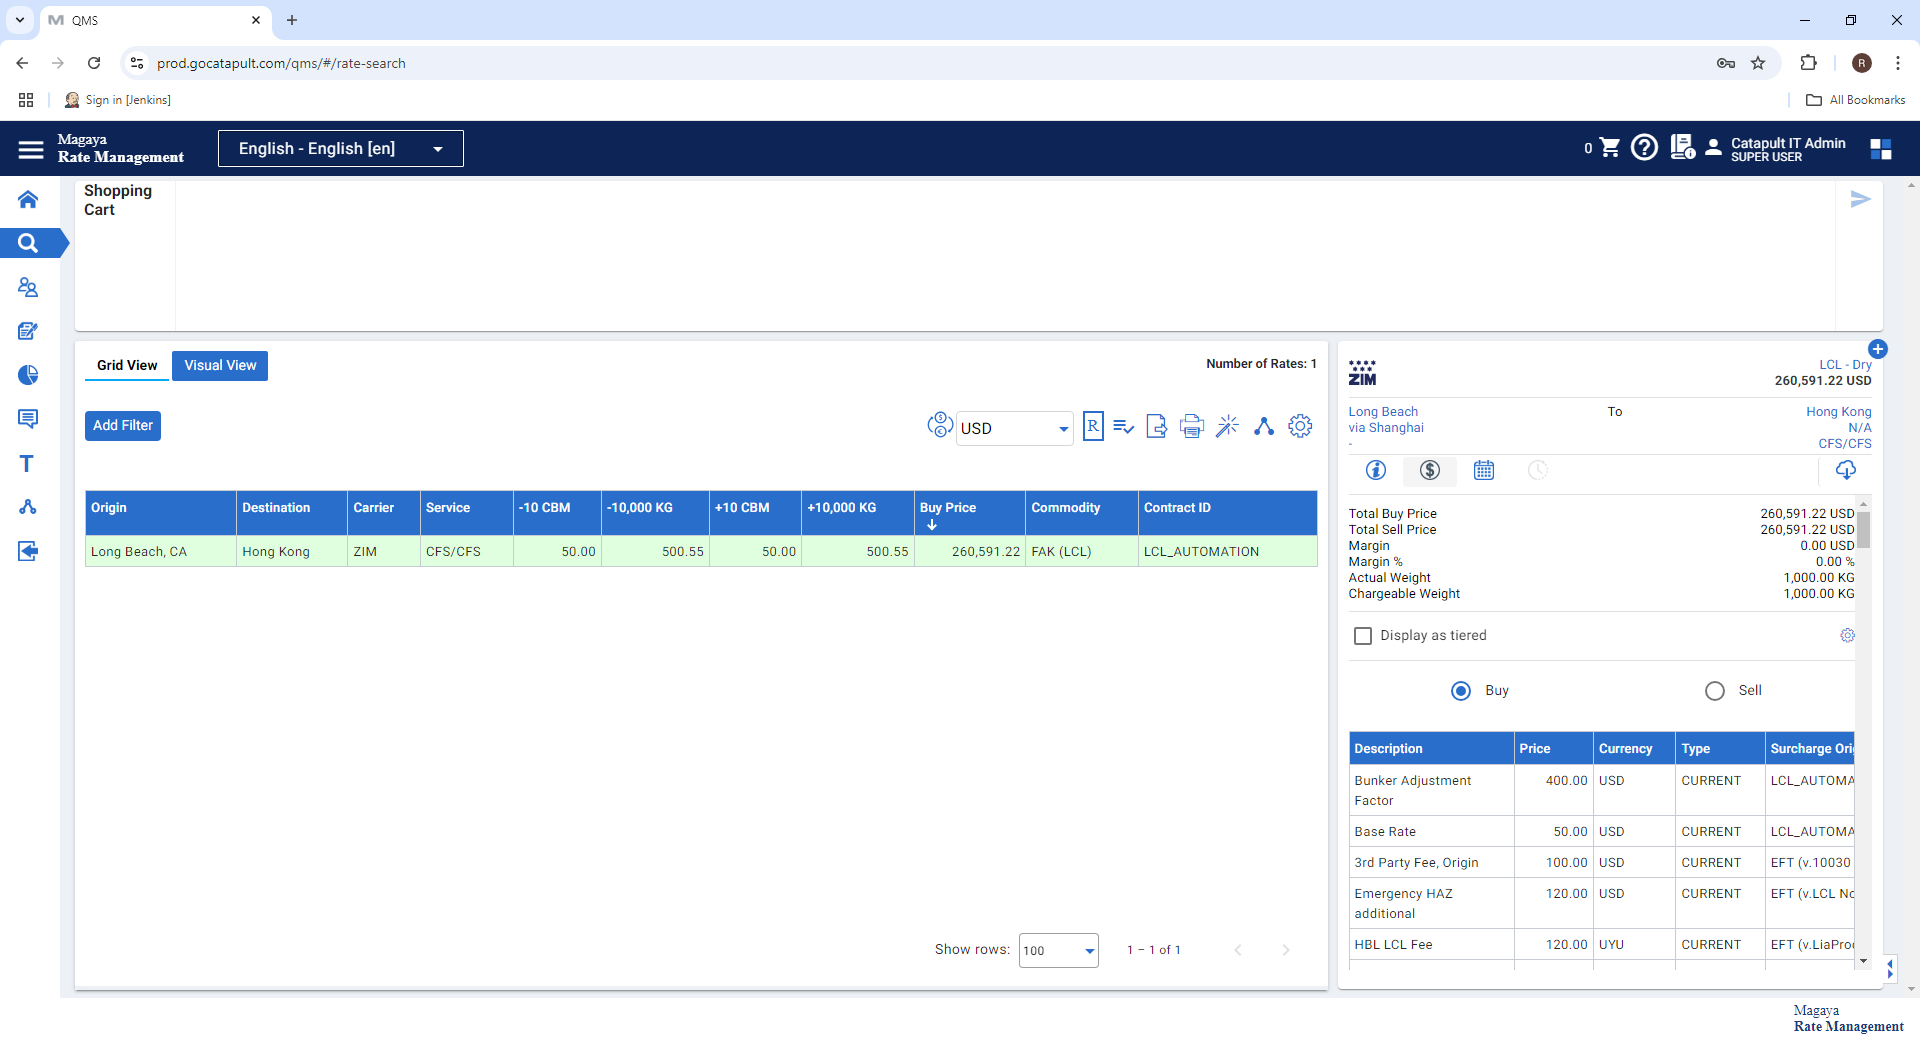 QMS
prod.gocatapult.com/qms/#/rate-search
R
Sign in [Jenkins]
All Bookmarks
Magaya
Rate Management
English - English [en]
0
Catapult IT Admin
SUPER USER
Shopping
Cart
Grid View
Visual View
Number of Rates: 1
Add Filter
USD
R
Origin Destination Carrier Service -10 CBM -10,000 KG +10 CBM +10,000 KG Buy Price Commodity Contract ID
Long Beach, CA Hong Kong ZIM CFS/CFS 50.00 500.55 50.00 500.55 260,591.22 FAK (LCL) LCL_AUTOMATION
Show rows: 100 1 – 1 of 1
ZIM
LCL - Dry
260,591.22 USD
Long Beach To Hong Kong
via Shanghai N/A
- CFS/CFS
Total Buy Price 260,591.22 USD
Total Sell Price 260,591.22 USD
Margin 0.00 USD
Margin % 0.00 %
Actual Weight 1,000.00 KG
Chargeable Weight 1,000.00 KG
Display as tiered
Buy Sell
Description Price Currency Type Surcharge Ori
Bunker Adjustment Factor 400.00 USD CURRENT LCL_AUTOMA
Base Rate 50.00 USD CURRENT LCL_AUTOMA
3rd Party Fee, Origin 100.00 USD CURRENT EFT (v.10030
Emergency HAZ additional 120.00 USD CURRENT EFT (v.LCL No
HBL LCL Fee 120.00 UYU CURRENT EFT (v.LiaPro
Magaya
Rate Management